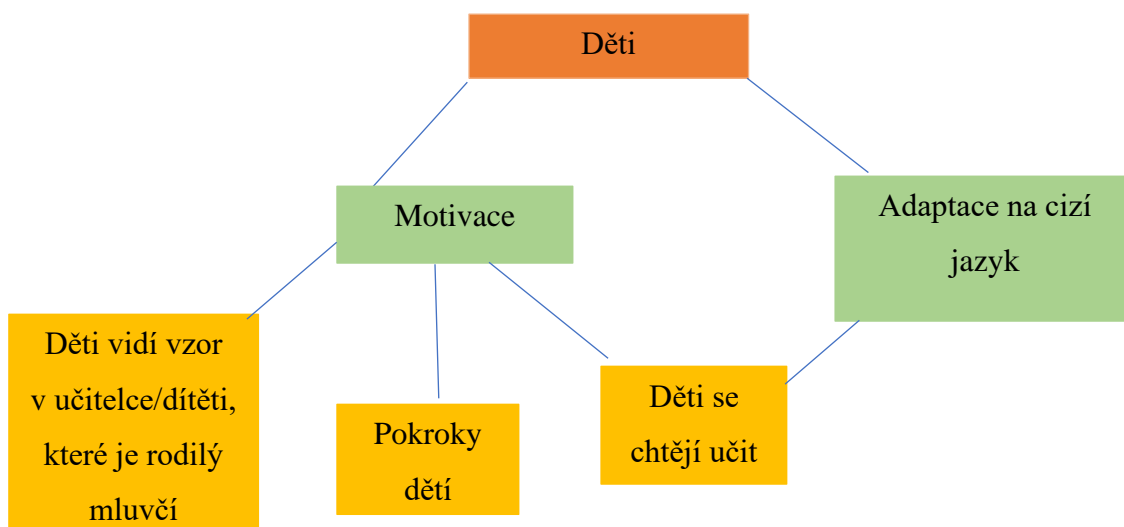 Děti
Motivace
Adaptace na cizí
jazyk
Děti vidí vzor
v učitelce/dítěti,
které je rodilý
mluvčí
Pokroky
dětí
Děti se
chtějí učit